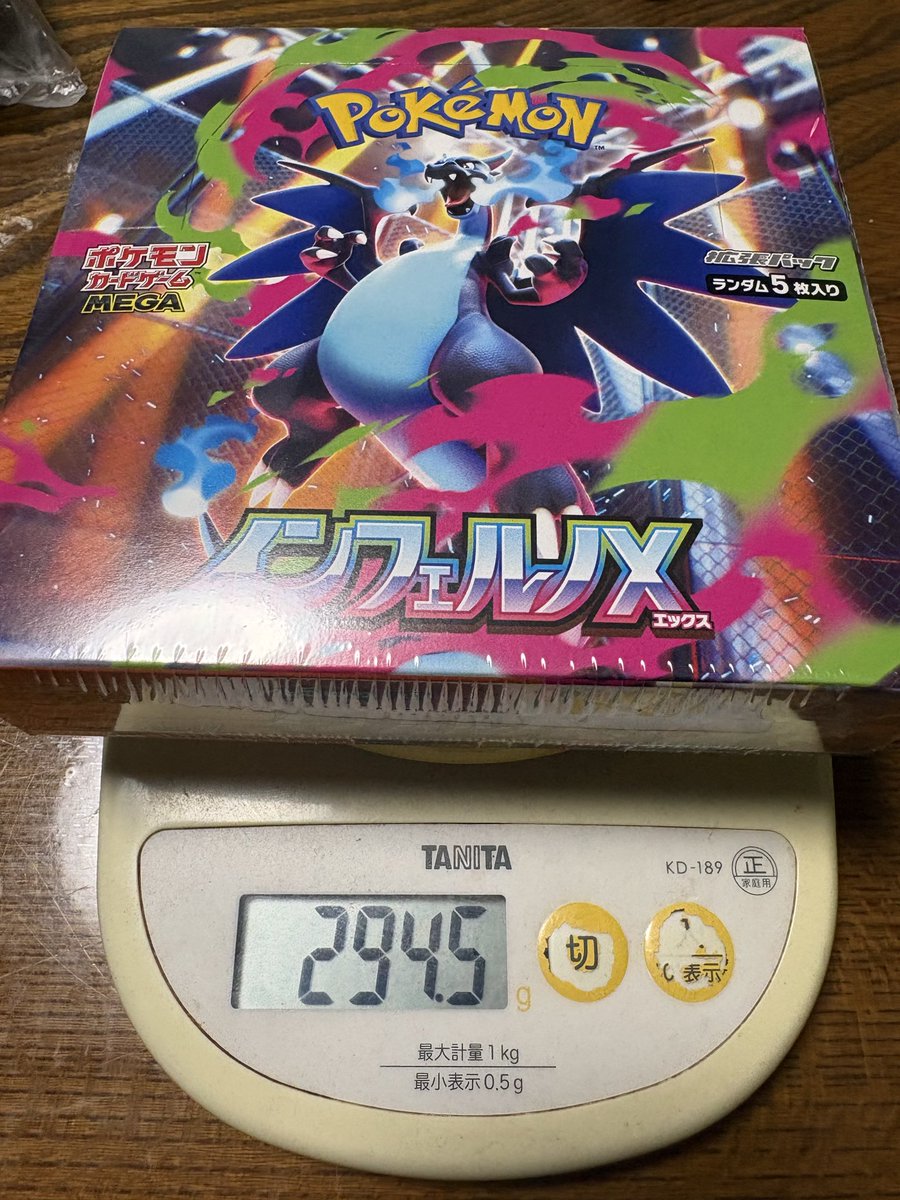 POKéMON
TM
ポケモン
カードゲーム
MEGA
拡張パック
ランダム5枚入り
インフェルノX
エックス
TANITA
KD-189
正
家庭用
294.5
g
切
表示
最大計量1kg
最小表示0.5g